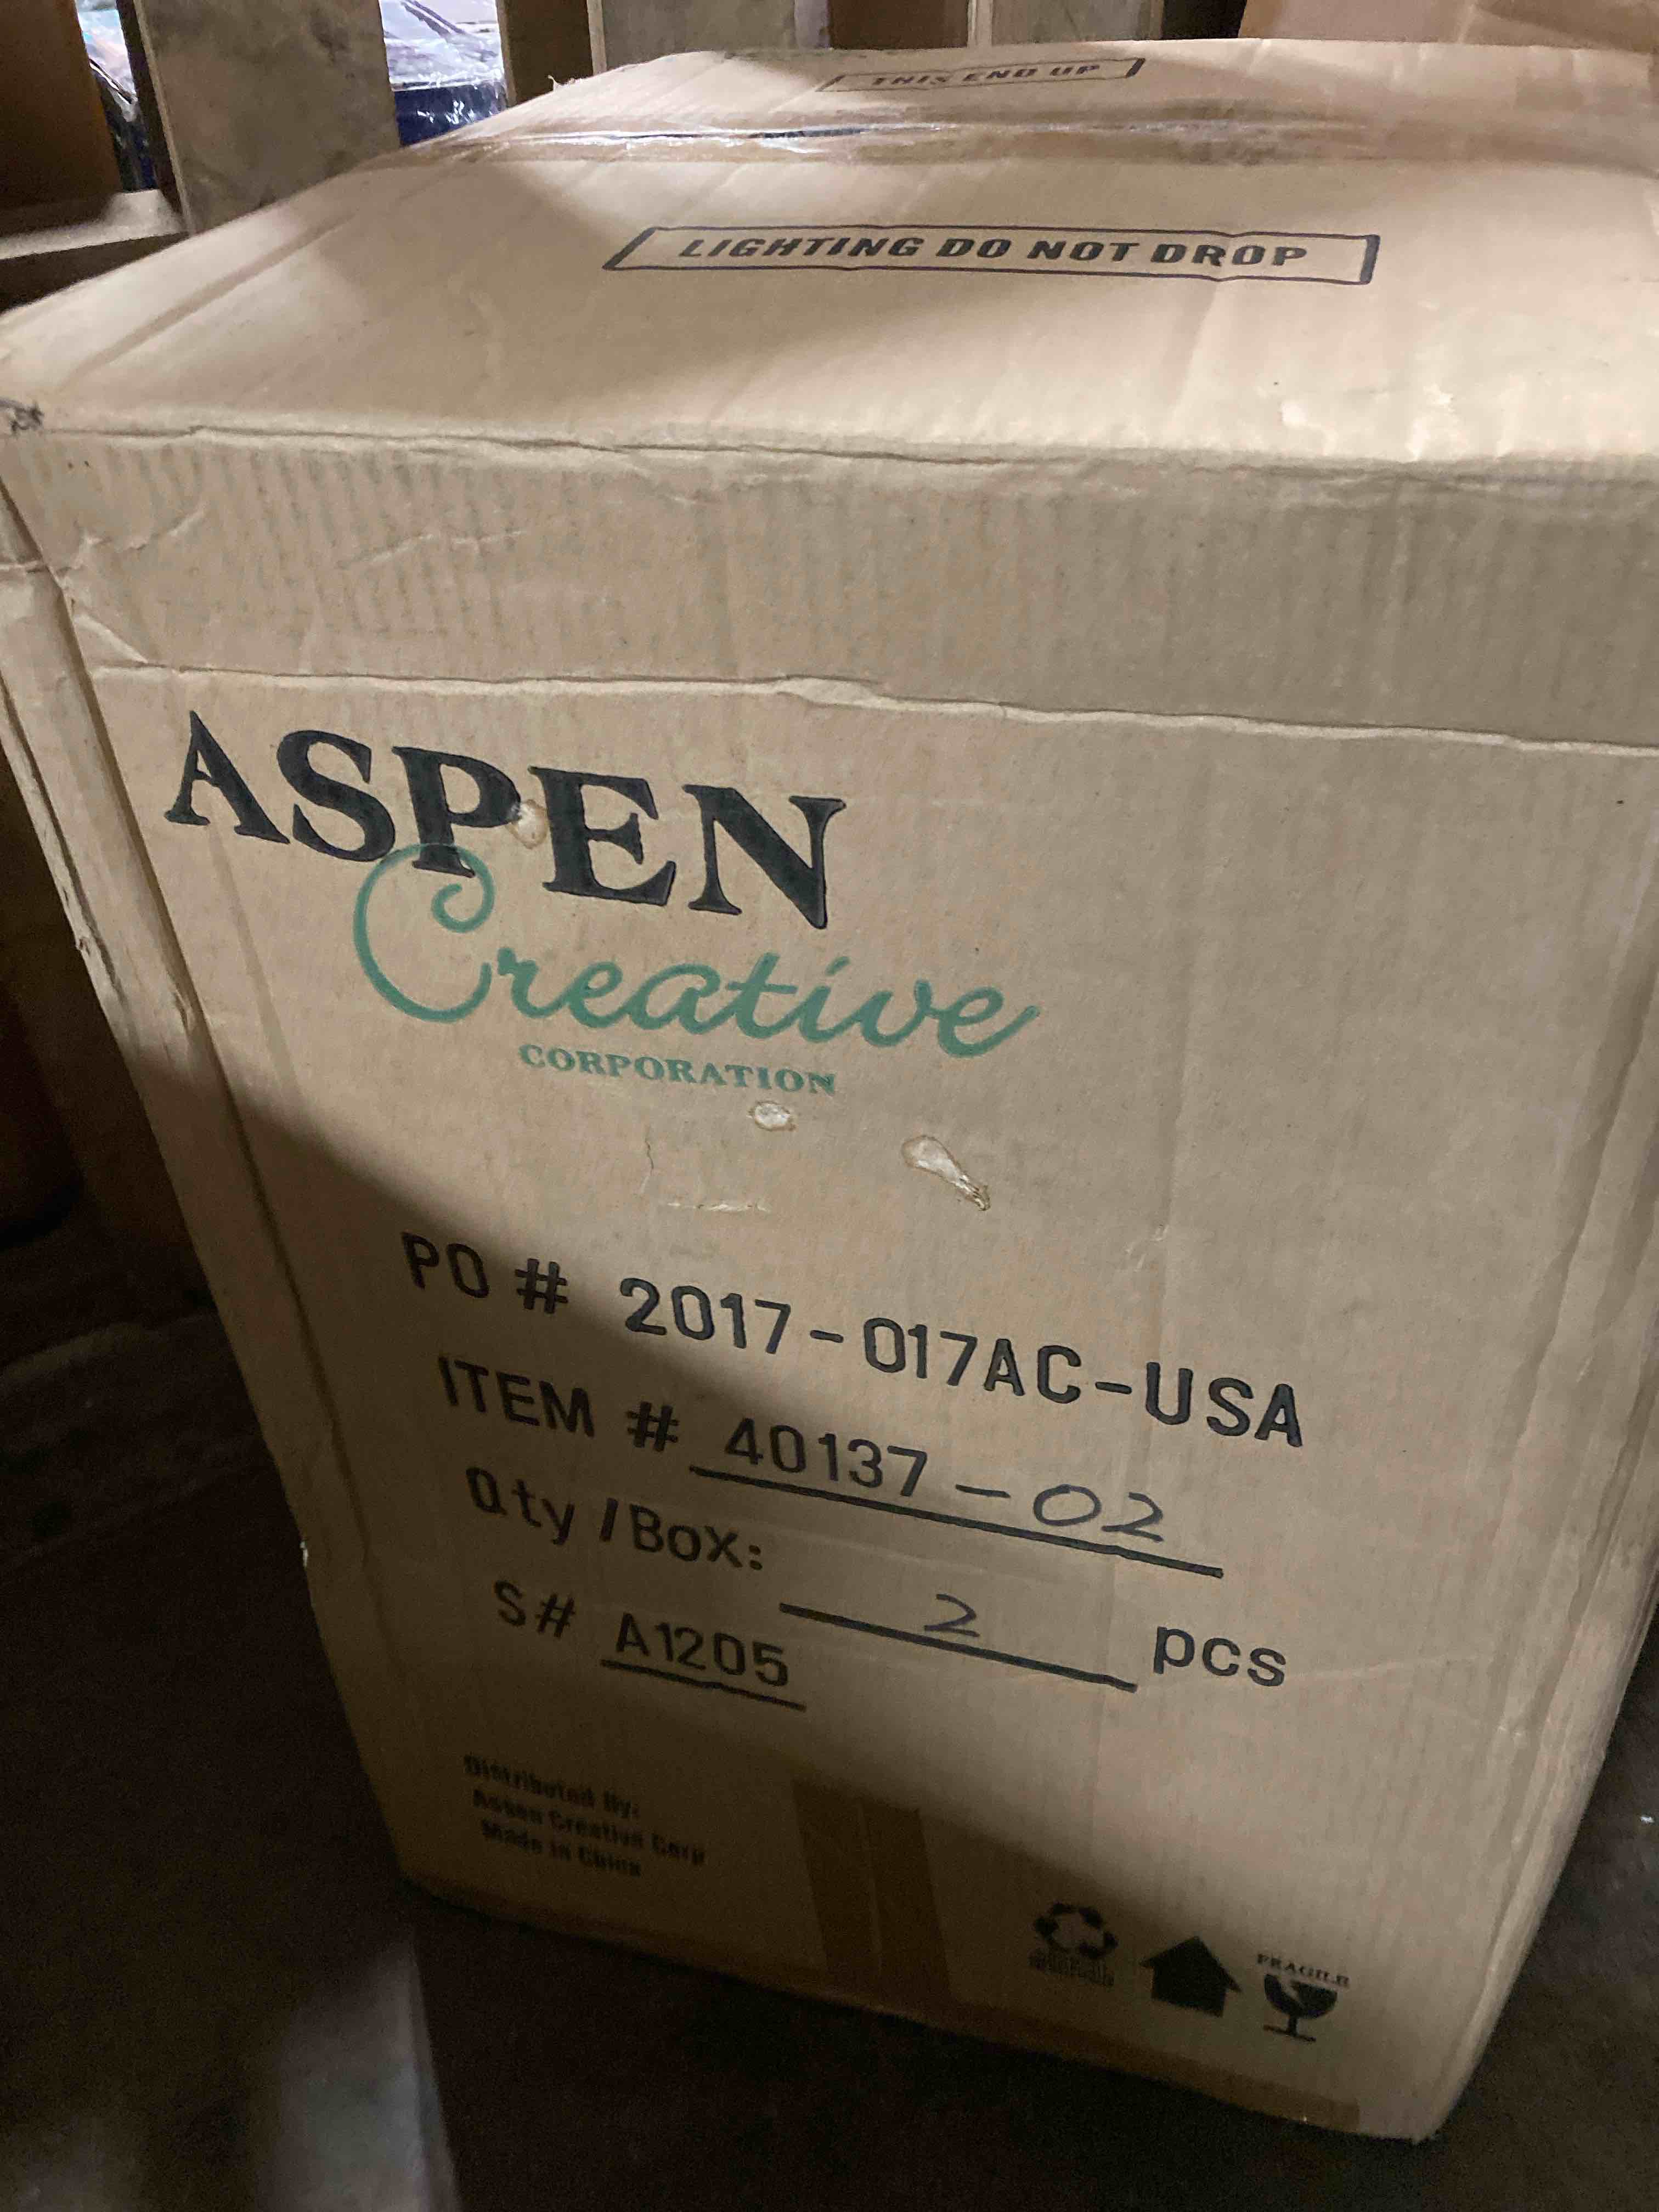 THIS END UP
LIGHTING DO NOT DROP
ASPEN
Creative
CORPORATION
PO # 2017-017AC-USA
ITEM # 40137-02
Qty/Box: 2 pcs
S# A1205
Distributed By:
Aspen Creative Corp
Made in China
FRAGILE